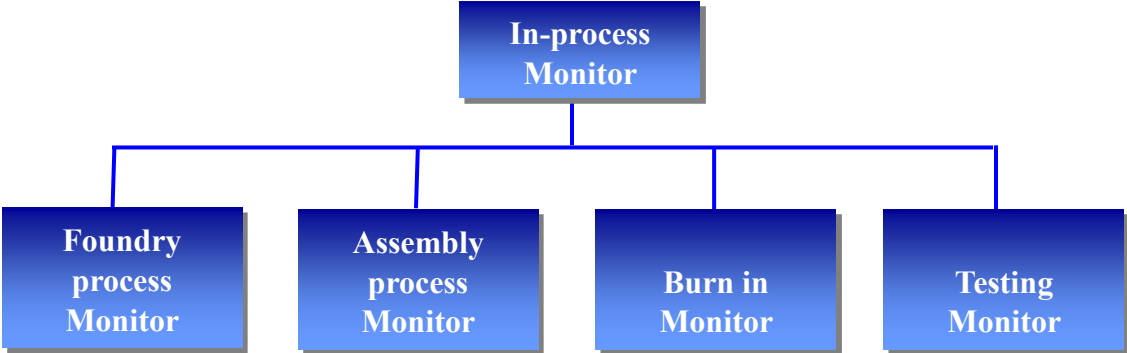 In-process
Monitor
Foundry
process
Monitor
Assembly
process
Monitor
Burn in
Monitor
Testing
Monitor